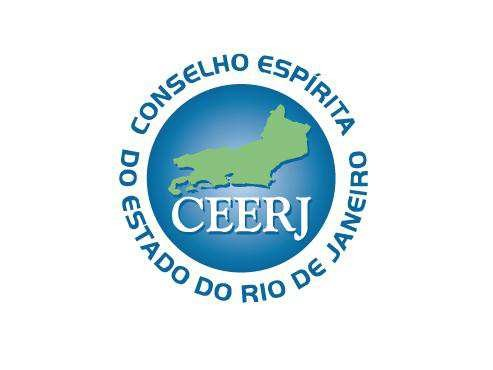 CONSELHO ESPÍRITA
DO ESTADO DO RIO DE JANEIRO
CEERJ